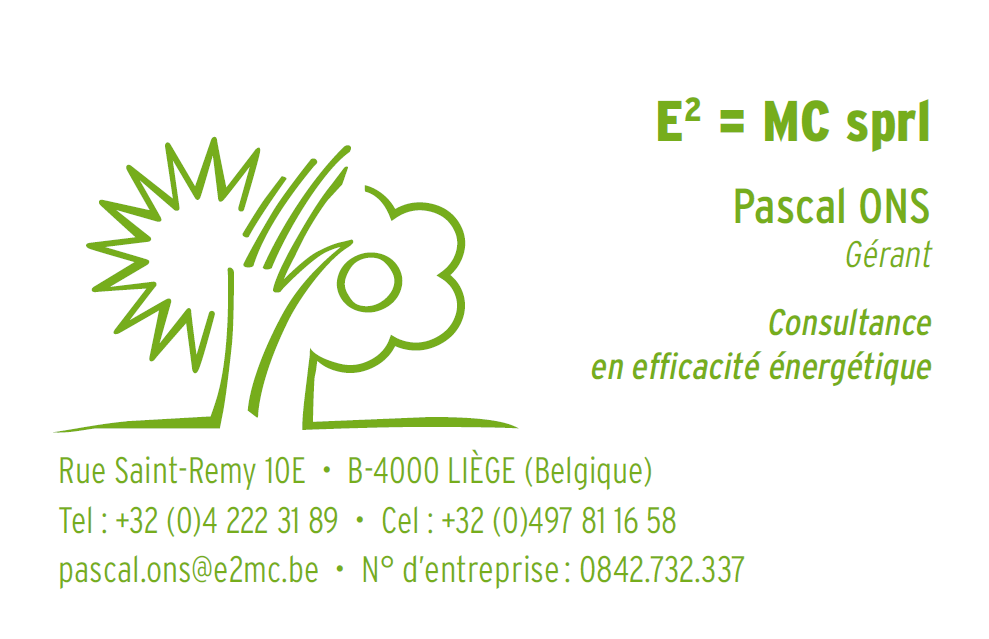 E² = MC sprl
Pascal ONS
Gérant
Consultance
en efficacité énergétique
Rue Saint-Remy 10E • B-4000 LIÈGE (Belgique)
Tel : +32 (0)4 222 31 89 • Cel : +32 (0)497 81 16 58
pascal.ons@e2mc.be • N° d’entreprise : 0842.732.337